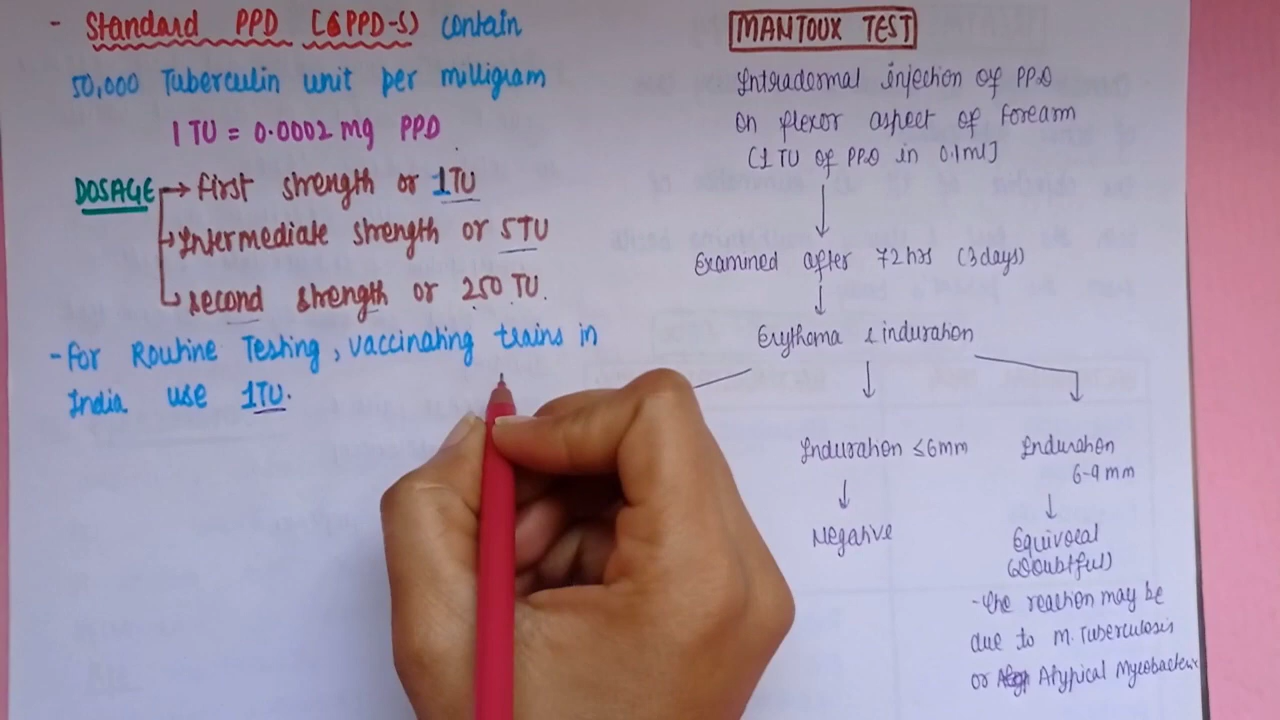 - Standard PPD (PPD-S) contain
50,000 Tuberculin unit per milligram
1 TU = 0.0002 mg PPD
DOSAGE → First strength or 1TU
→ Intermediate strength or 5TU
→ second strength or 250 TU.
- For Routine Testing, vaccinating teams in
India use 1TU.
MANTOUX TEST
Intradermal injection of PPD
on flexor aspect of Forearm
(1 TU of PPD in 0.1ml)
Examined after 72 hrs (3 days)
Erythema & induration
Induration ≤6mm
Negative
Induration
6-9 mm
Equivocal
(Doubtful)
- The reaction may be
due to M. Tuberculosis
or Atypical Mycobacteri